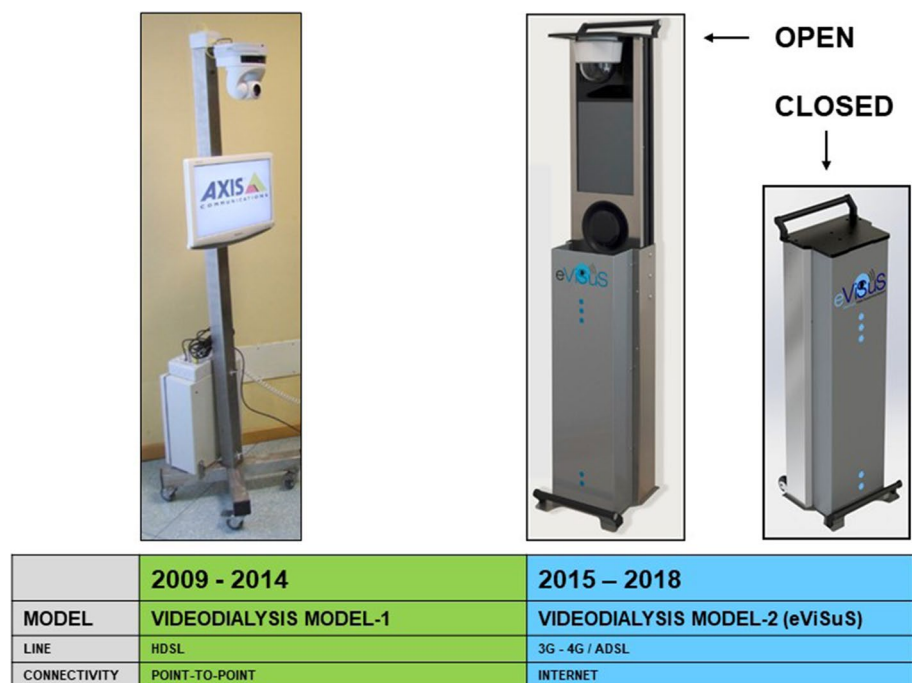 OPEN
CLOSED
AXIS
COMMUNICATIONS
eViSuS
eViSuS
2009 - 2014 2015 – 2018
MODEL VIDEODIALYSIS MODEL-1 VIDEODIALYSIS MODEL-2 (eViSuS)
LINE HDSL 3G - 4G / ADSL
CONNECTIVITY POINT-TO-POINT INTERNET